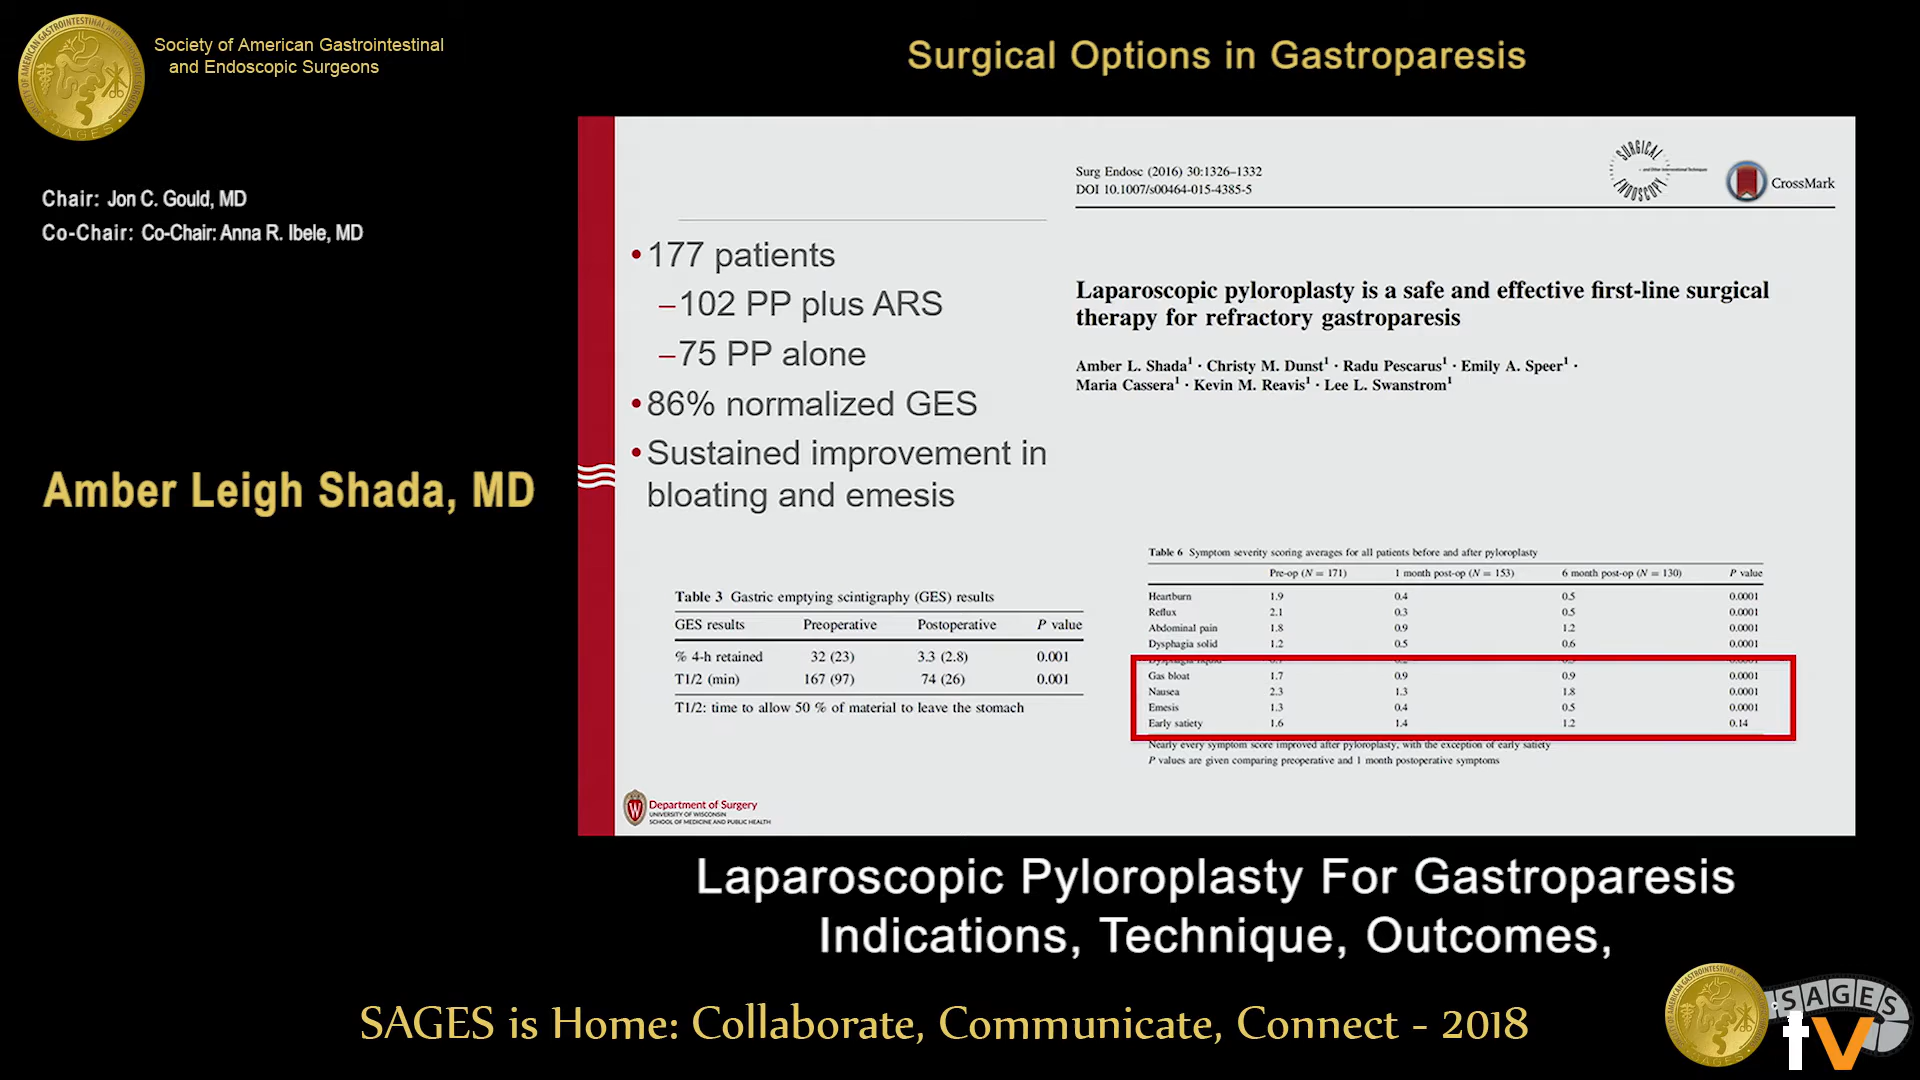 Society of American Gastrointestinal
and Endoscopic Surgeons
Surgical Options in Gastroparesis
Chair: Jon C. Gould, MD
Co-Chair: Co-Chair: Anna R. Ibele, MD
Amber Leigh Shada, MD
•177 patients
–102 PP plus ARS
–75 PP alone
•86% normalized GES
•Sustained improvement in
bloating and emesis
Surg Endosc (2016) 30:1326–1332
DOI 10.1007/s00464-015-4385-5
SURGICAL
ENDOSCOPY
CrossMark
Laparoscopic pyloroplasty is a safe and effective first-line surgical
therapy for refractory gastroparesis
Amber L. Shada1 · Christy M. Dunst1 · Radu Pescarus1 · Emily A. Speer1 ·
Maria Cassera1 · Kevin M. Reavis1 · Lee L. Swanstrom1
Table 3 Gastric emptying scintigraphy (GES) results
GES results Preoperative Postoperative P value
% 4-h retained 32 (23) 3.3 (2.8) 0.001
T1/2 (min) 167 (97) 74 (26) 0.001
T1/2: time to allow 50 % of material to leave the stomach
Table 6 Symptom severity scoring averages for all patients before and after pyloroplasty
Pre-op (N = 171) 1 month post-op (N = 153) 6 month post-op (N = 130) P value
Heartburn 1.9 0.4 0.5 0.0001
Reflux 2.1 0.3 0.5 0.0001
Abdominal pain 1.8 0.9 1.2 0.0001
Dysphagia solid 1.2 0.5 0.6 0.0001
Dysphagia liquid
Gas bloat 1.7 0.9 0.9 0.0001
Nausea 2.3 1.3 1.8 0.0001
Emesis 1.3 0.4 0.5 0.0001
Early satiety 1.6 1.4 1.2 0.14
Nearly every symptom score improved after pyloroplasty, with the exception of early satiety
P values are given comparing preoperative and 1 month postoperative symptoms
W
Department of Surgery
UNIVERSITY OF WISCONSIN
SCHOOL OF MEDICINE AND PUBLIC HEALTH
Laparoscopic Pyloroplasty For Gastroparesis
Indications, Technique, Outcomes,
SAGES is Home: Collaborate, Communicate, Connect - 2018
SAGES
tv